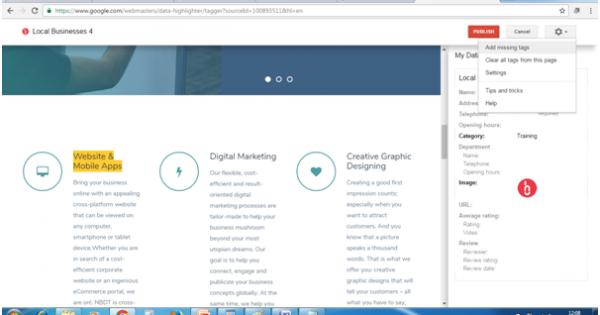 https://www.google.com/webmasters/data-highlighter/tagger?sourceId=100893511&hl=en
Local Businesses 4
PUBLISH
Cancel
Add missing tags
Clear all tags from this page
Settings
Tips and tricks
Help
My Data
Local
Name:
Address
Telephone:
Required
Opening hours:
Category: Training
Department
Name:
Telephone:
Opening hours
Image:
URL:
Average rating:
Rating:
Video
Review
Reviewer:
Review rating
Review date:
Website &
Mobile Apps
Bring your business
online with an appealing
cross-platform website
that can be viewed on
any computer,
smartphone or tablet
device.Whether you are
in search of a cost-
efficient corporate
website or an ingenious
eCommerce portal, we
are on!. NBDT is cross-
Digital Marketing
Our flexible, cost-
efficient and result-
oriented digital
marketing processes are
tailor-made to help your
business mushroom
beyond your most
utopian dreams. Our
goal is to help you
connect, engage and
publicate your business
concepts globally. At the
same time, we help you
Creative Graphic
Designing
Creating a good first
impression counts;
especially when you
want to attract
customers. And you
know that a picture
speaks a thousand
words. That is what we
offer you creative
graphic designs that will
tell your customers – all
what you have to say,
12:08